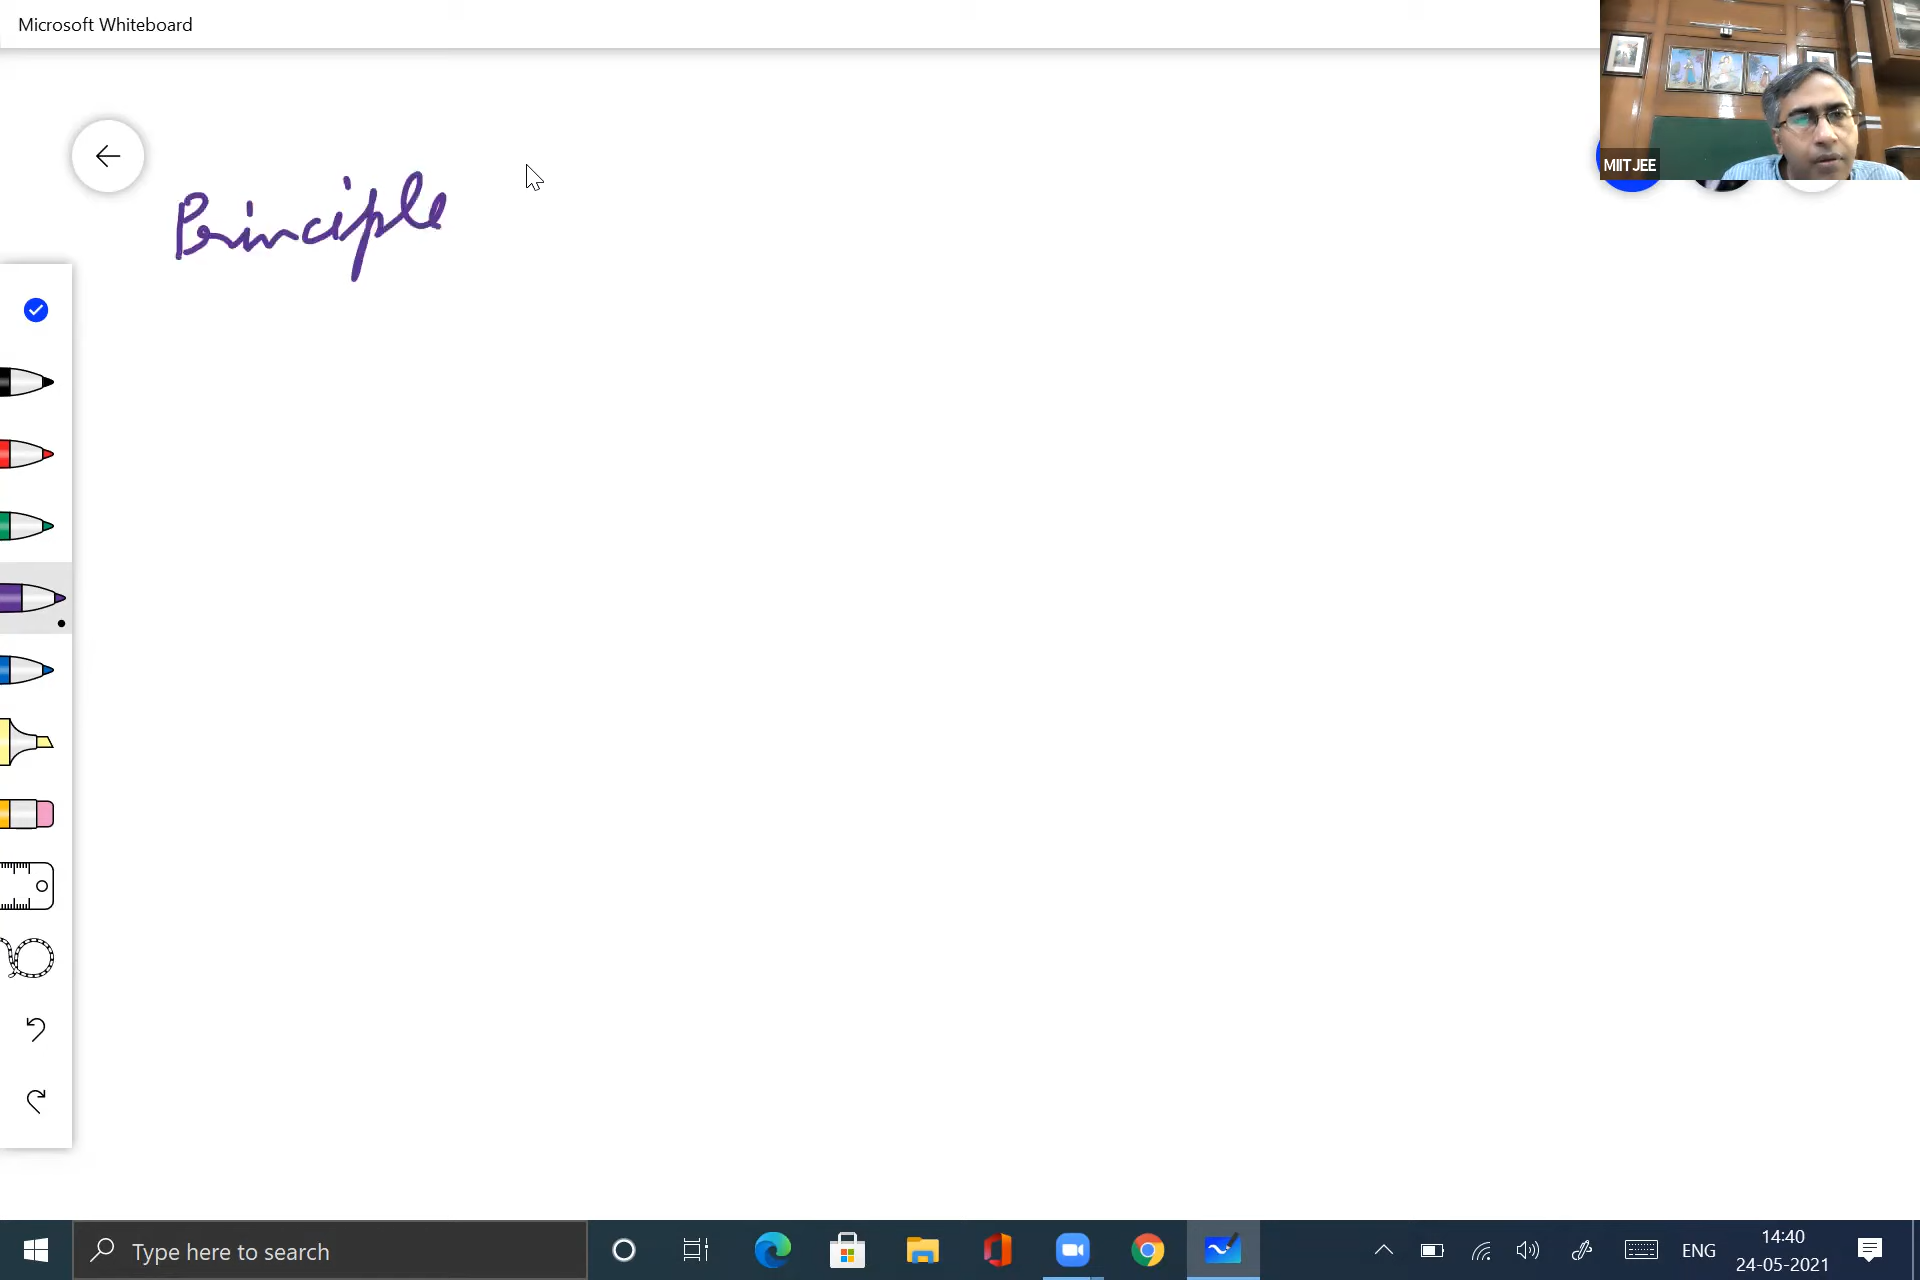 Microsoft Whiteboard
MIIT JEE
Principle
Type here to search
ENG
14:40
24-05-2021